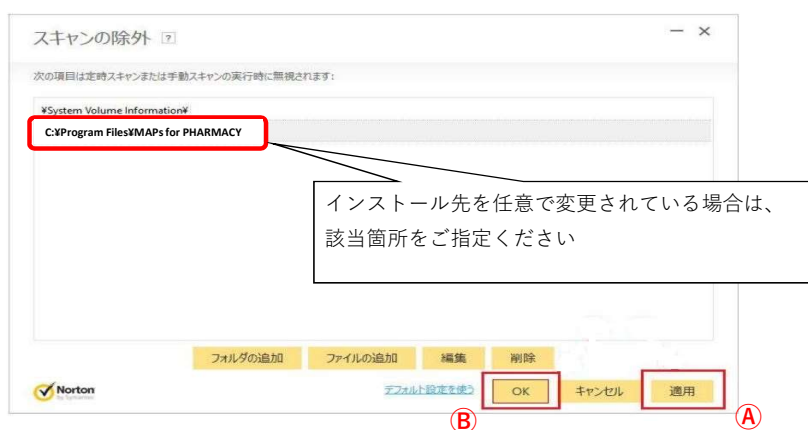 スキャンの除外 ?
次の項目は定時スキャンまたは手動スキャンの実行時に無視されます:
¥System Volume Information¥
C:¥Program Files¥MAPs for PHARMACY
インストール先を任意で変更されている場合は、
該当箇所をご指定ください
フォルダの追加 ファイルの追加 編集 削除
Norton デフォルト設定を使う OK キャンセル 適用
by Symantec
Ⓑ Ⓐ